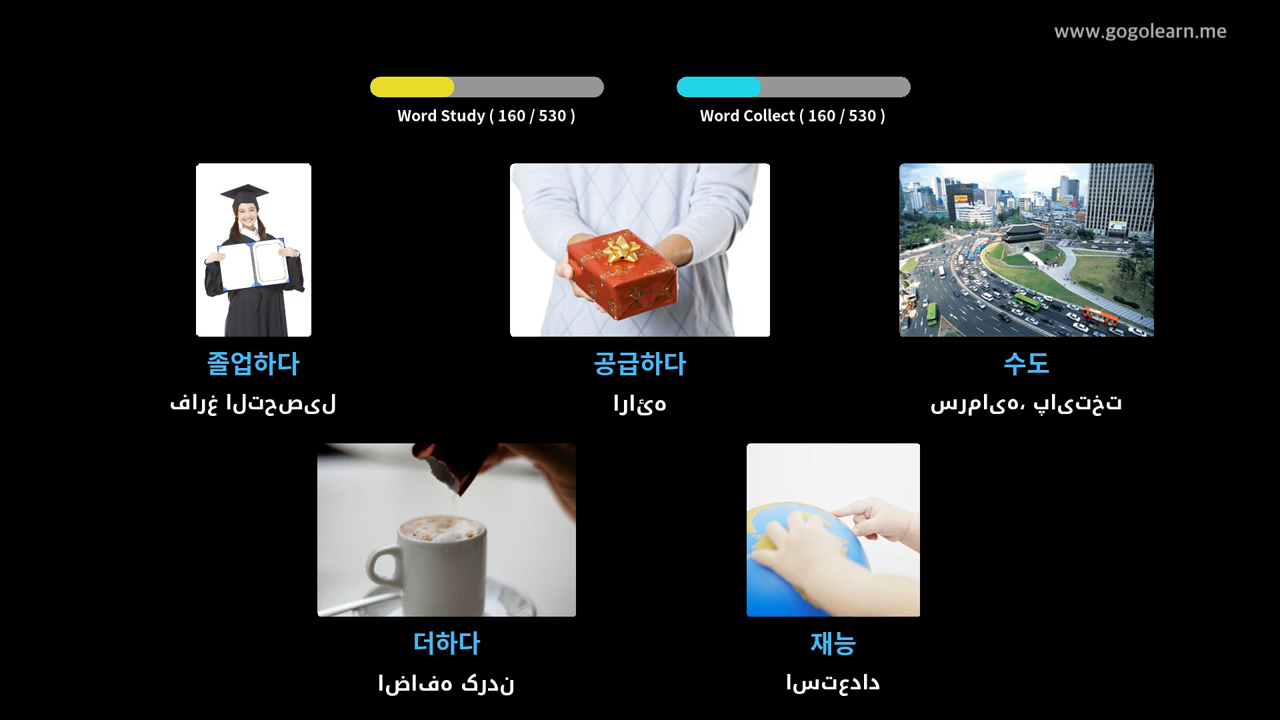 www.gogolearn.me
Word Study ( 160 / 530 )
Word Collect ( 160 / 530 )
졸업하다
فارغ التحصیل
공급하다
ارائه
수도
سرمایه، پایتخت
더하다
اضافه کردن
재능
استعداد